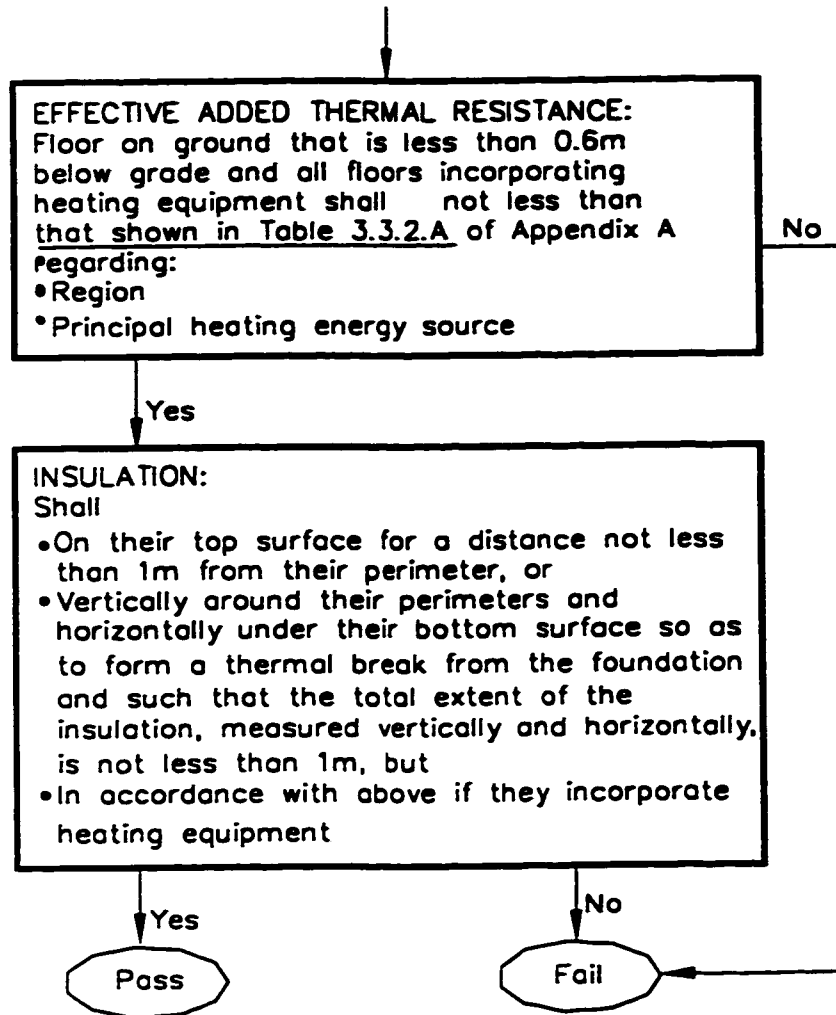 EFFECTIVE ADDED THERMAL RESISTANCE:
Floor on ground that is less than 0.6m
below grade and all floors incorporating
heating equipment shall not less than
that shown in Table 3.3.2.A of Appendix A
regarding:
•Region
•Principal heating energy source
No
Yes
INSULATION:
Shall
•On their top surface for a distance not less
than 1m from their perimeter, or
•Vertically around their perimeters and
horizontally under their bottom surface so as
to form a thermal break from the foundation
and such that the total extent of the
insulation, measured vertically and horizontally,
is not less than 1m, but
•In accordance with above if they incorporate
heating equipment
Yes
No
Pass
Fail